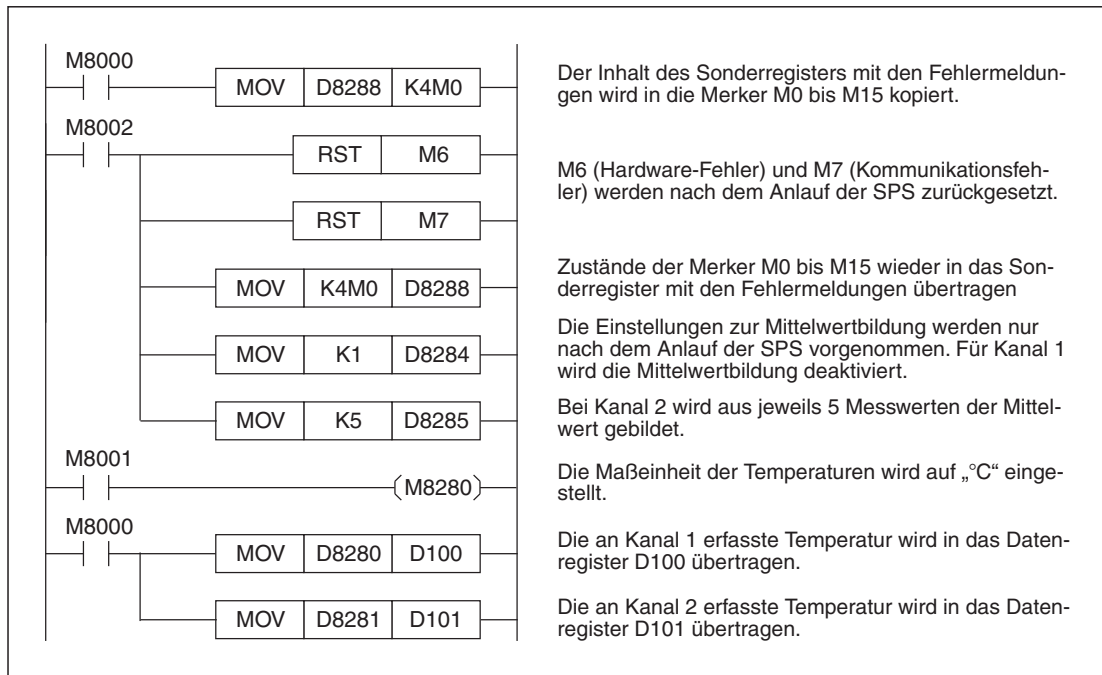 M8000
MOV D8288 K4M0
Der Inhalt des Sonderregisters mit den Fehlermeldun-
gen wird in die Merker M0 bis M15 kopiert.
M8002
RST M6
M6 (Hardware-Fehler) und M7 (Kommunikationsfeh-
ler) werden nach dem Anlauf der SPS zurückgesetzt.
RST M7
MOV K4M0 D8288
Zustände der Merker M0 bis M15 wieder in das Son-
derregister mit den Fehlermeldungen übertragen
MOV K1 D8284
Die Einstellungen zur Mittelwertbildung werden nur
nach dem Anlauf der SPS vorgenommen. Für Kanal 1
wird die Mittelwertbildung deaktiviert.
MOV K5 D8285
Bei Kanal 2 wird aus jeweils 5 Messwerten der Mittel-
wert gebildet.
M8001
(M8280)
Die Maßeinheit der Temperaturen wird auf „°C“ einge-
stellt.
M8000
MOV D8280 D100
Die an Kanal 1 erfasste Temperatur wird in das Daten-
register D100 übertragen.
MOV D8281 D101
Die an Kanal 2 erfasste Temperatur wird in das Daten-
register D101 übertragen.